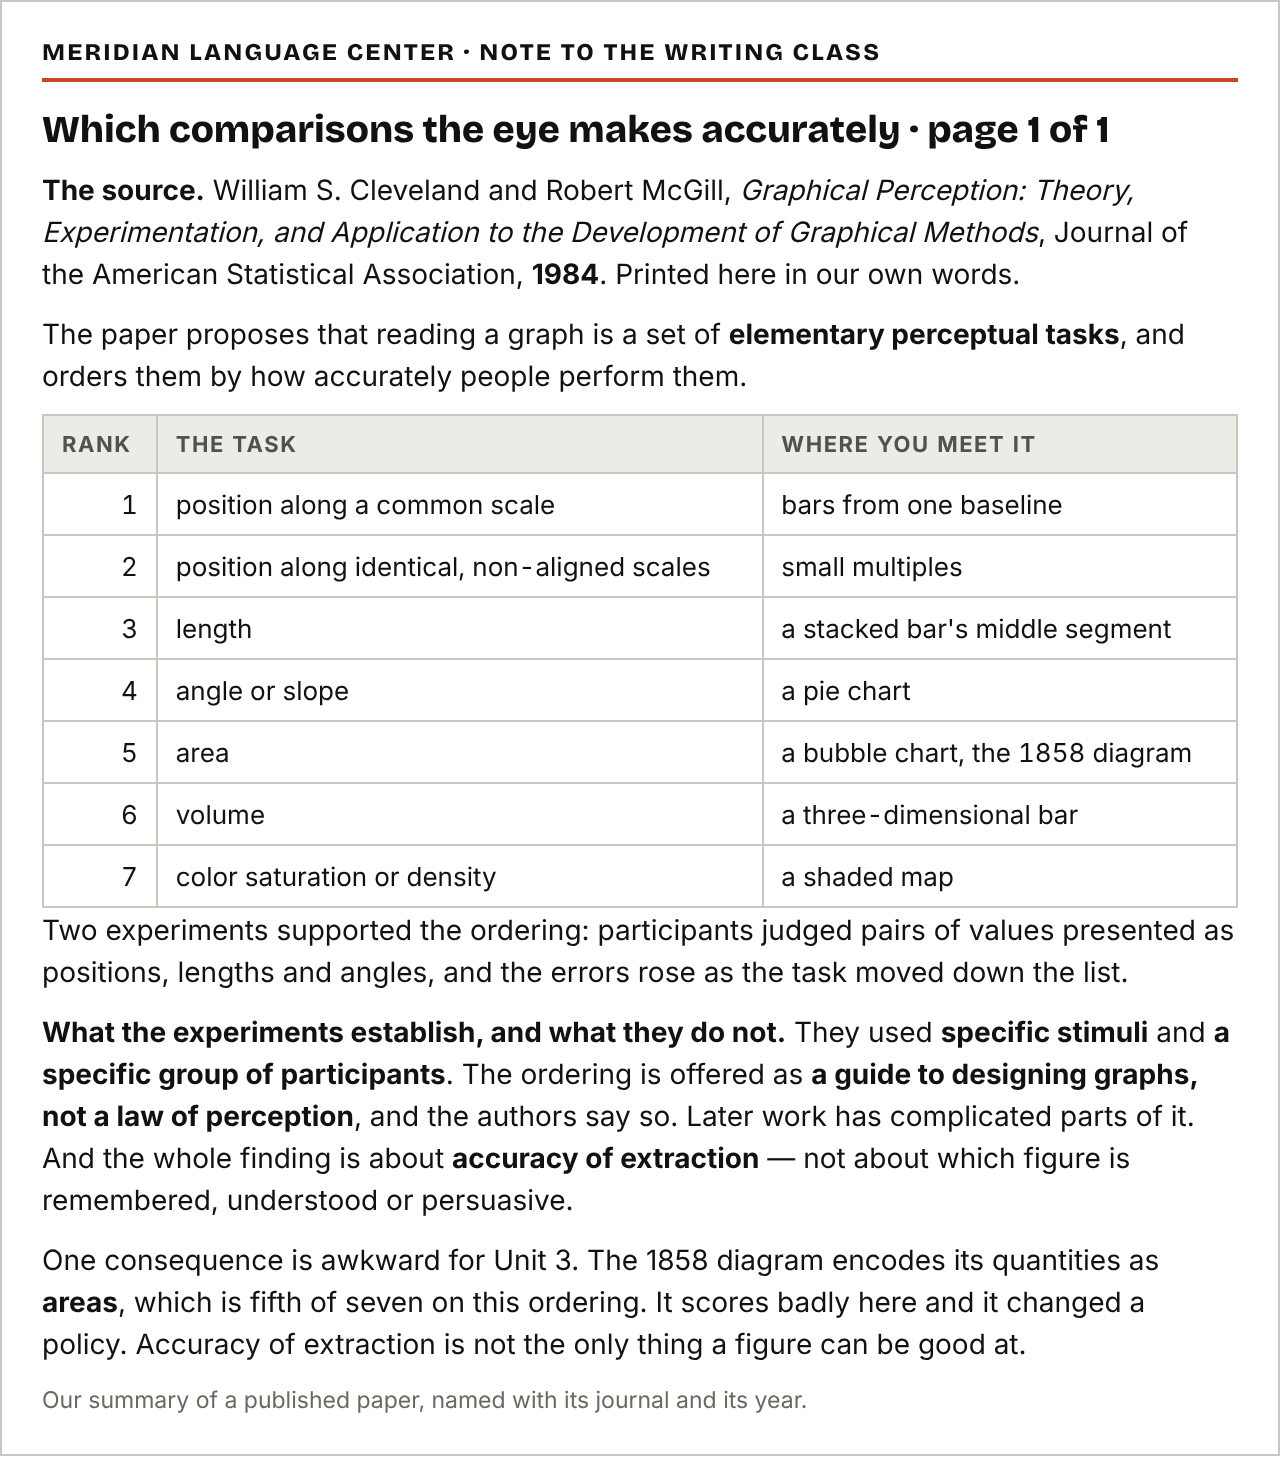 MERIDIAN LANGUAGE CENTER · NOTE TO THE WRITING CLASS
Which comparisons the eye makes accurately · page 1 of 1
The source. William S. Cleveland and Robert McGill, Graphical Perception: Theory,
Experimentation, and Application to the Development of Graphical Methods, Journal of
the American Statistical Association, 1984. Printed here in our own words.
The paper proposes that reading a graph is a set of elementary perceptual tasks, and
orders them by how accurately people perform them.
RANK THE TASK WHERE YOU MEET IT
1 position along a common scale bars from one baseline
2 position along identical, non-aligned scales small multiples
3 length a stacked bar's middle segment
4 angle or slope a pie chart
5 area a bubble chart, the 1858 diagram
6 volume a three-dimensional bar
7 color saturation or density a shaded map
Two experiments supported the ordering: participants judged pairs of values presented as
positions, lengths and angles, and the errors rose as the task moved down the list.
What the experiments establish, and what they do not. They used specific stimuli and a
specific group of participants. The ordering is offered as a guide to designing graphs,
not a law of perception, and the authors say so. Later work has complicated parts of it.
And the whole finding is about accuracy of extraction — not about which figure is
remembered, understood or persuasive.
One consequence is awkward for Unit 3. The 1858 diagram encodes its quantities as
areas, which is fifth of seven on this ordering. It scores badly here and it changed a
policy. Accuracy of extraction is not the only thing a figure can be good at.
Our summary of a published paper, named with its journal and its year.